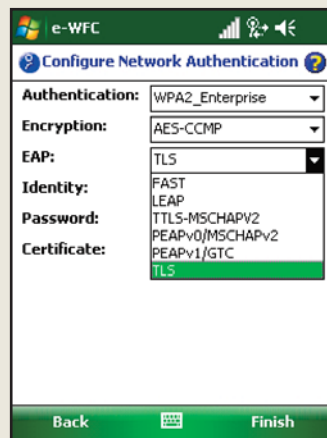 e-WFC
Configure Network Authentication
Authentication: WPA2_Enterprise
Encryption: AES-CCMP
EAP: TLS
Identity: FAST
LEAP
Password: TTLS-MSCHAPV2
PEAPv0/MSCHAPv2
Certificate: PEAPv1/GTC
TLS
Back Finish